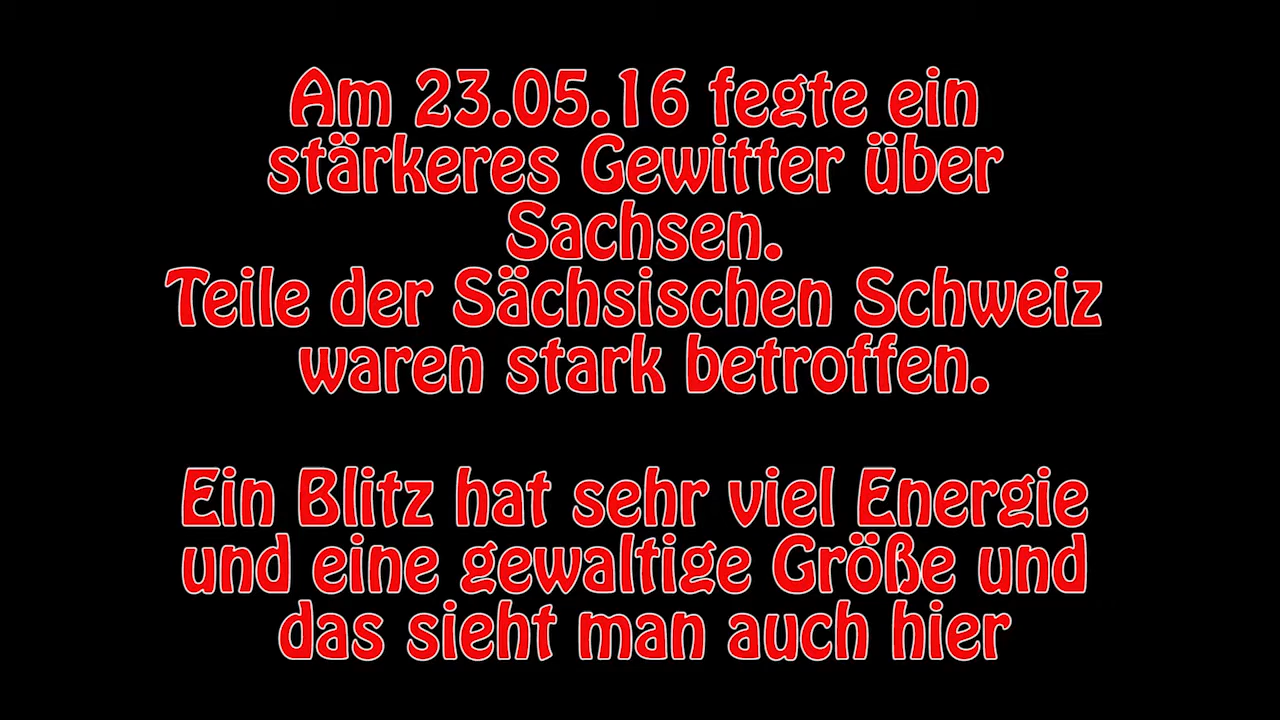 Am 23.05.16 fegte ein
stärkeres Gewitter über
Sachsen.
Teile der Sächsischen Schweiz
waren stark betroffen.
Ein Blitz hat sehr viel Energie
und eine gewaltige Größe und
das sieht man auch hier